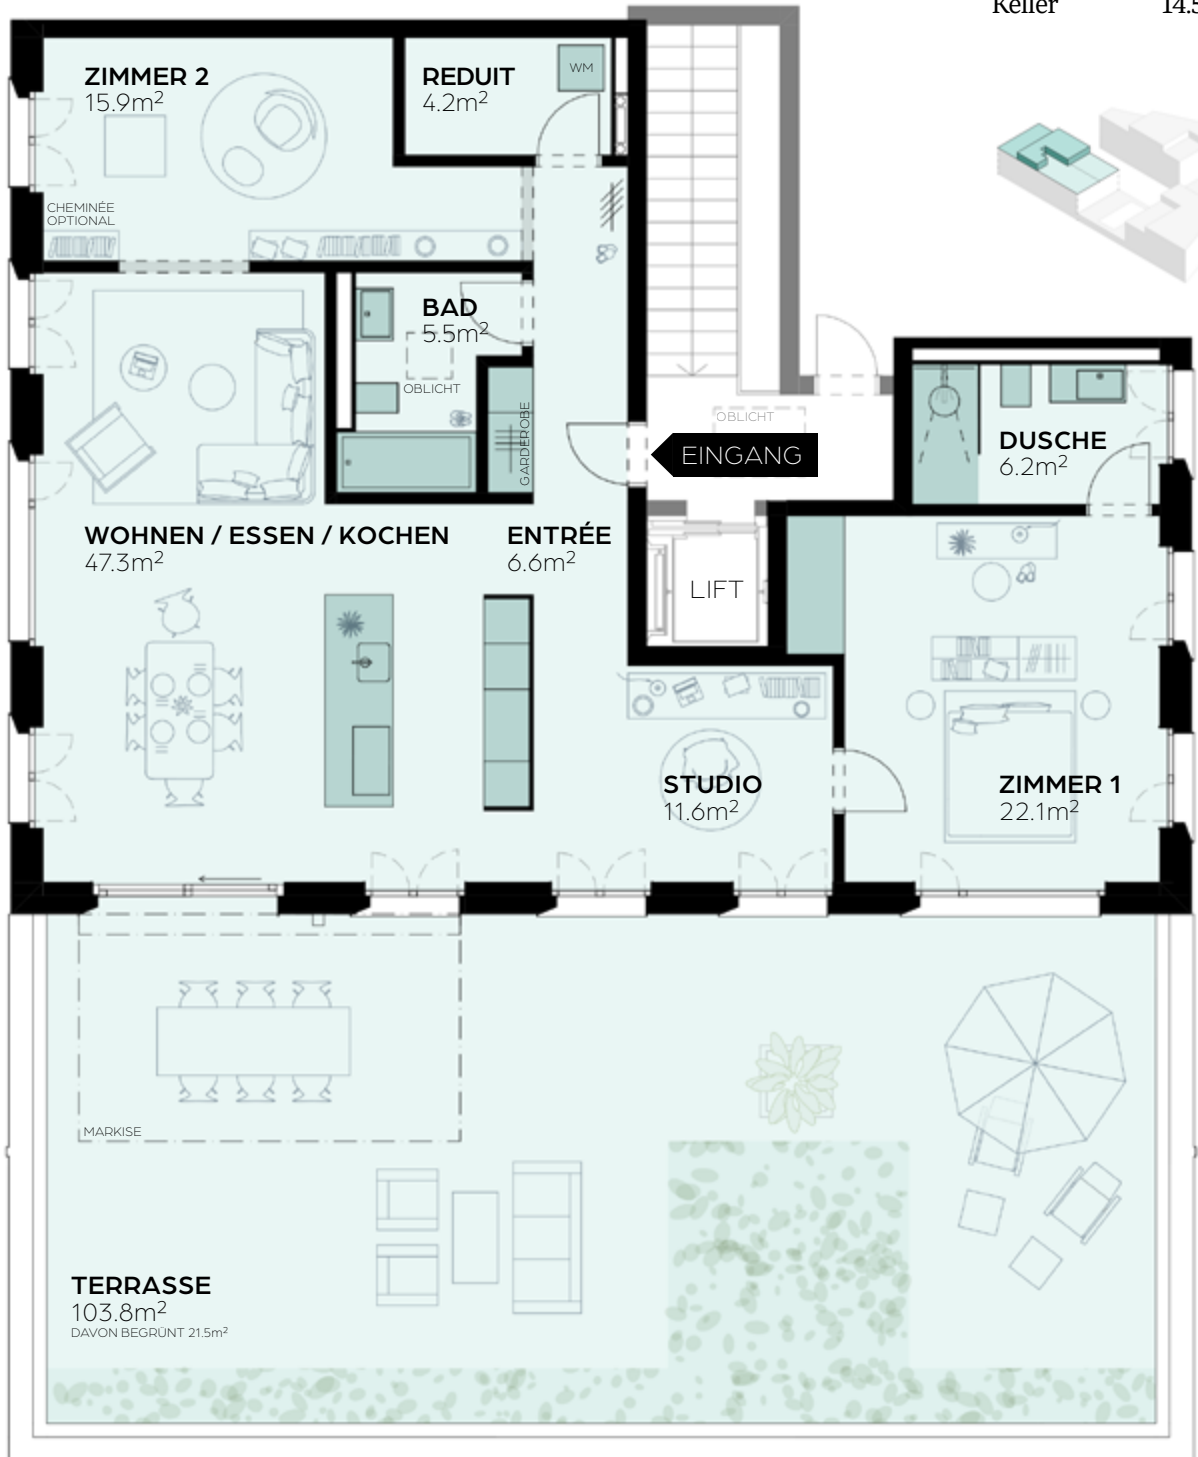 Keller
ZIMMER 2
15.9m²
REDUIT
4.2m²
WM
CHEMINÉE
OPTIONAL
BAD
5.5m²
OBLICHT
GARDEROBE
OBLICHT
EINGANG
DUSCHE
6.2m²
WOHNEN / ESSEN / KOCHEN
47.3m²
ENTRÉE
6.6m²
LIFT
STUDIO
11.6m²
ZIMMER 1
22.1m²
MARKISE
TERRASSE
103.8m²
DAVON BEGRÜNT 21.5m²